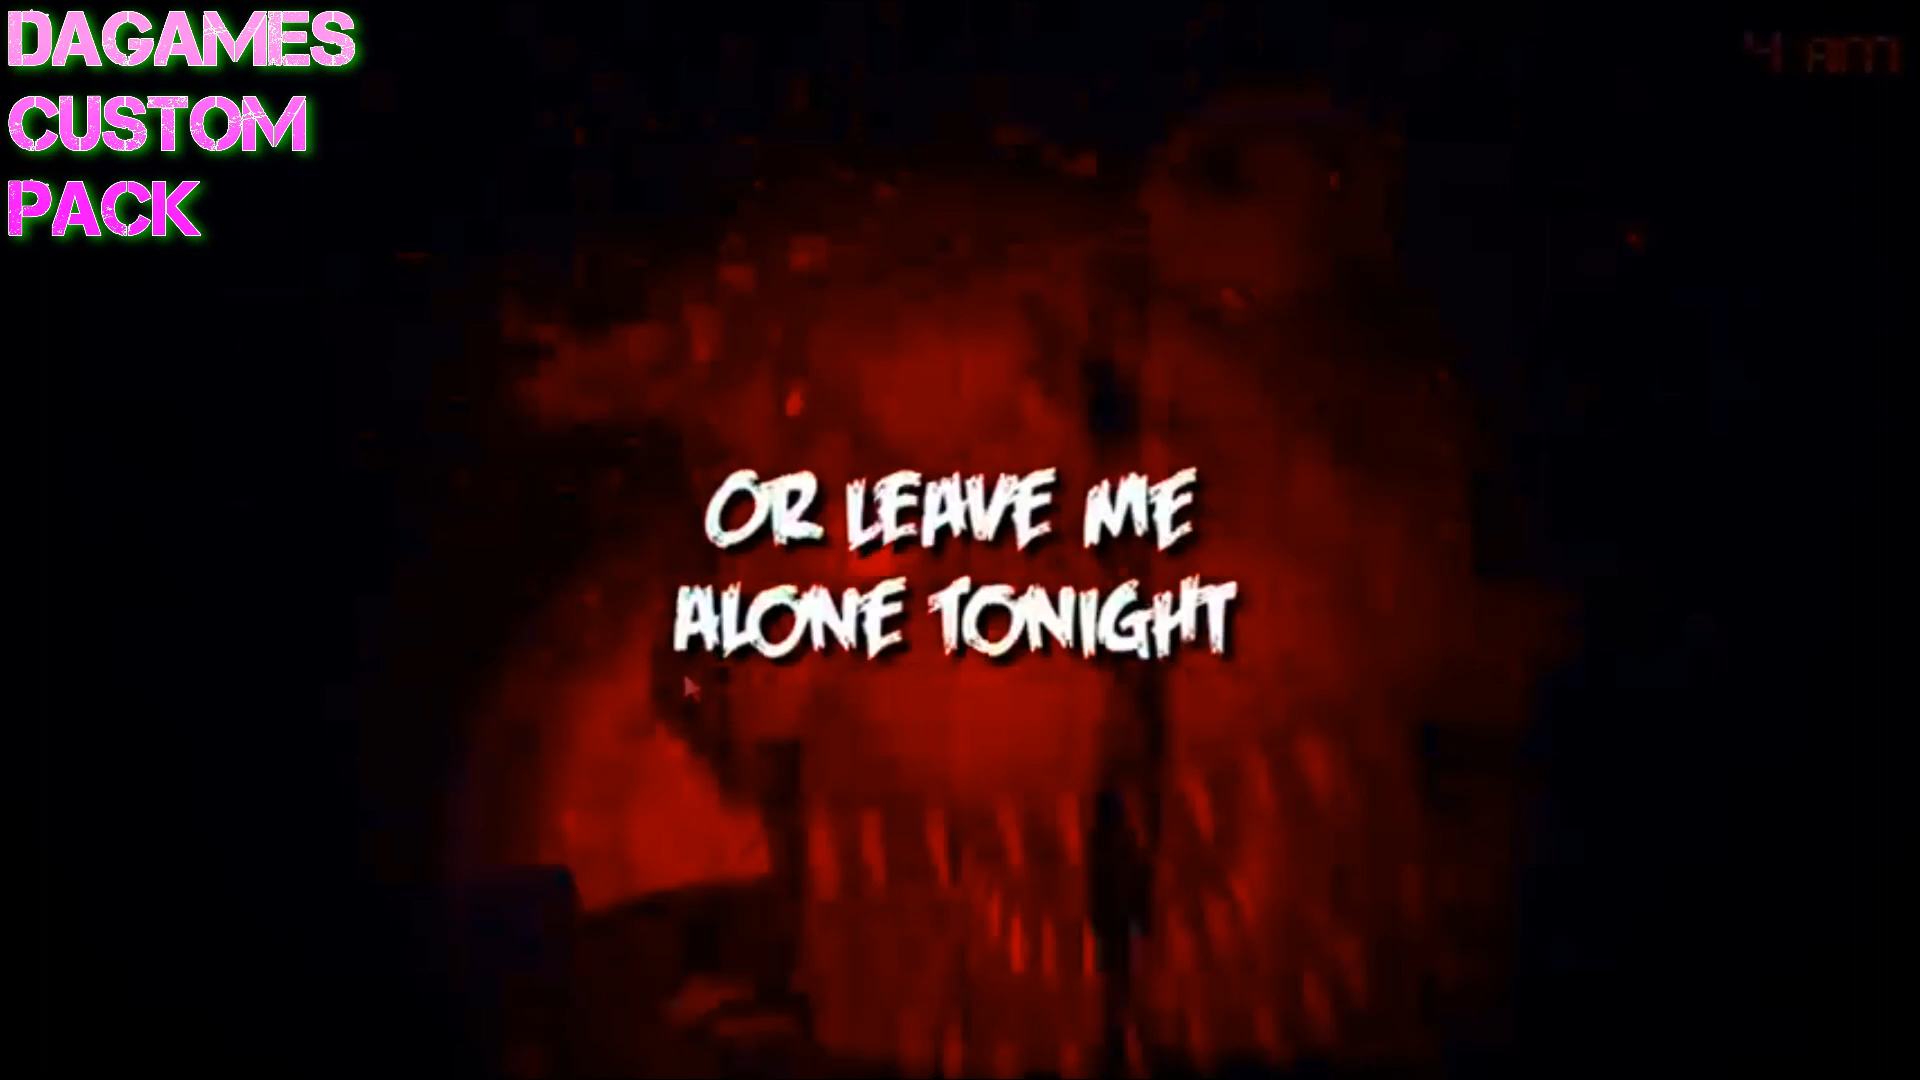 DAGAMES
CUSTOM
PACK
4 AM
OR LEAVE ME
ALONE TONIGHT